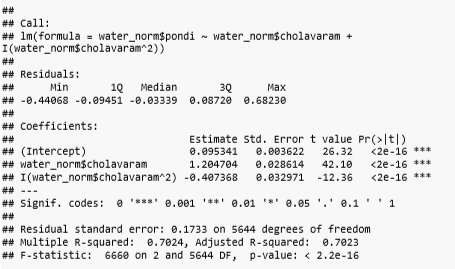 ##
## Call:
## lm(formula = water_norm$pondi ~ water_norm$cholavaram +
I(water_norm$cholavaram^2))
##
## Residuals:
##      Min       1Q   Median       3Q      Max
## -0.44068 -0.09451 -0.03339  0.08720  0.68230
##
## Coefficients:
##                            Estimate Std. Error t value Pr(>|t|)
## (Intercept)                0.095341   0.003622   26.32   <2e-16 ***
## water_norm$cholavaram      1.204704   0.028614   42.10   <2e-16 ***
## I(water_norm$cholavaram^2) -0.407368   0.032971  -12.36   <2e-16 ***
## ---
## Signif. codes:  0 '***' 0.001 '**' 0.01 '*' 0.05 '.' 0.1 ' ' 1
##
## Residual standard error: 0.1733 on 5644 degrees of freedom
## Multiple R-squared:  0.7024, Adjusted R-squared:  0.7023
## F-statistic:  6660 on 2 and 5644 DF,  p-value: < 2.2e-16